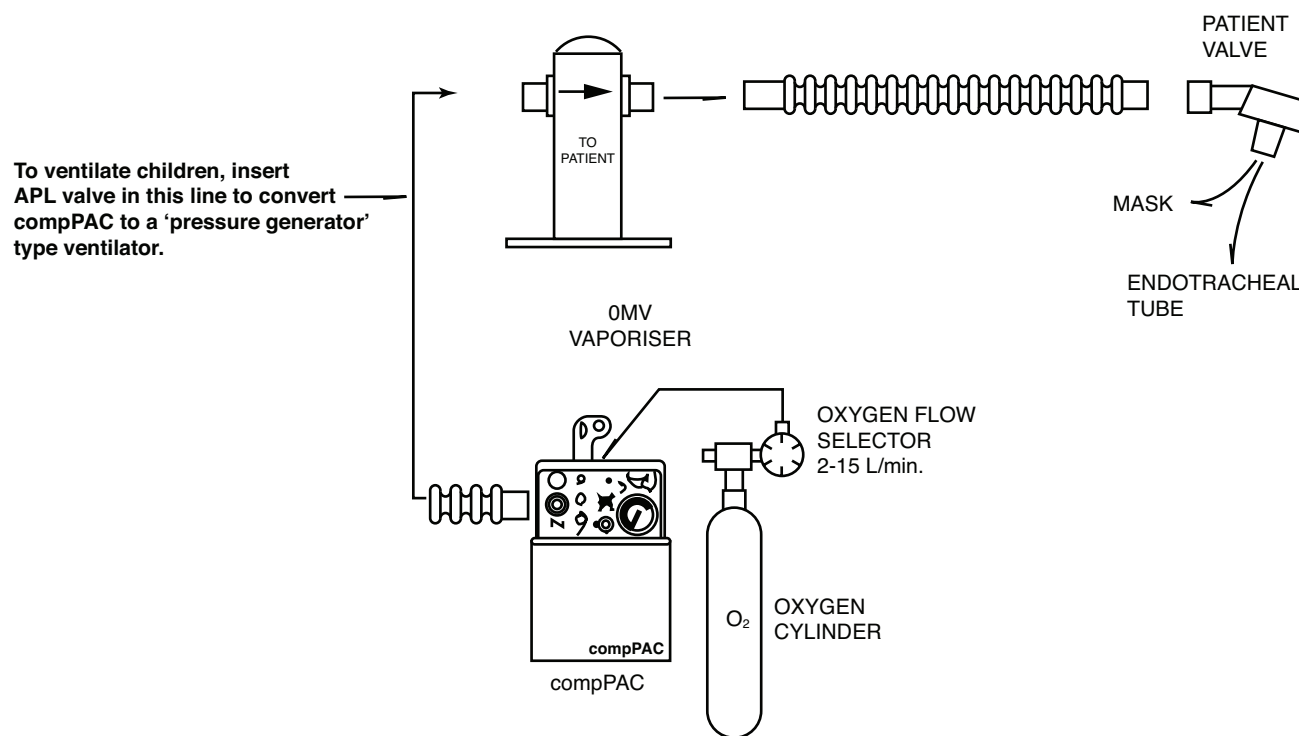 PATIENT
VALVE
TO
PATIENT
To ventilate children, insert
APL valve in this line to convert
compPAC to a ‘pressure generator’
type ventilator.
MASK
ENDOTRACHEAL
TUBE
0MV
VAPORISER
OXYGEN FLOW
SELECTOR
2-15 L/min.
O₂
OXYGEN
CYLINDER
compPAC
compPAC